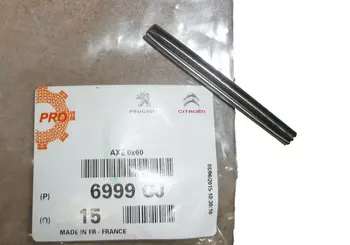 PRO
PEUGEOT CITROËN
AXE 6x60
(P) 6999 CJ
(Q) 15
MADE IN FR - FRANCE